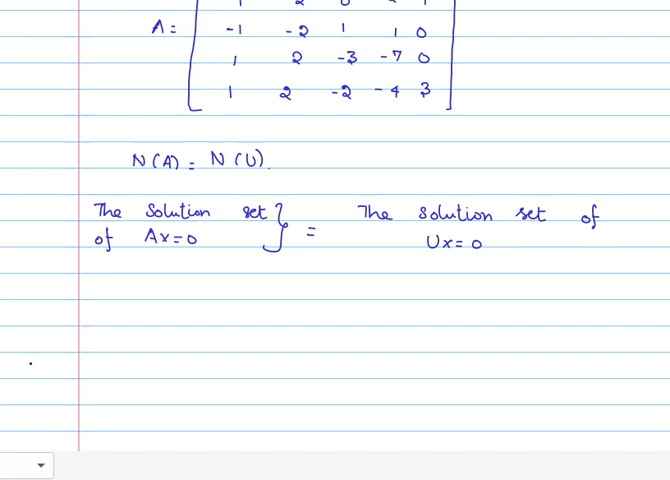 A = -1 -2 1 1 0
1 2 -3 -7 0
1 2 -2 -4 3
N(A) = N(U).
The Solution set } = The solution set of
of Ax=0 Ux=0